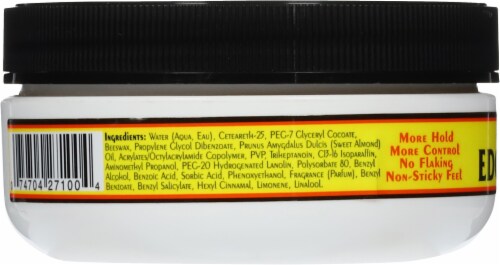 Ingredients: Water (Aqua, Eau), Ceteareth-25, PEG-7 Glyceryl Cocoate,
Beeswax, Propylene Glycol Dibenzoate, Prunus Amygdalus Dulcis (Sweet Almond)
Oil, Acrylates/Octylacrylamide Copolymer, PVP, Triheptanoin, C13-16 Isoparaffin,
Aminomethyl Propanol, PEG-20 Hydrogenated Lanolin, Polysorbate 80, Benzyl
Alcohol, Benzoic Acid, Sorbic Acid, Phenoxyethanol, Fragrance (Parfum), Benzyl
Benzoate, Benzyl Salicylate, Hexyl Cinnamal, Limonene, Linalool.
74704 27100 4
More Hold
More Control
No Flaking
Non-Sticky Feel
ED